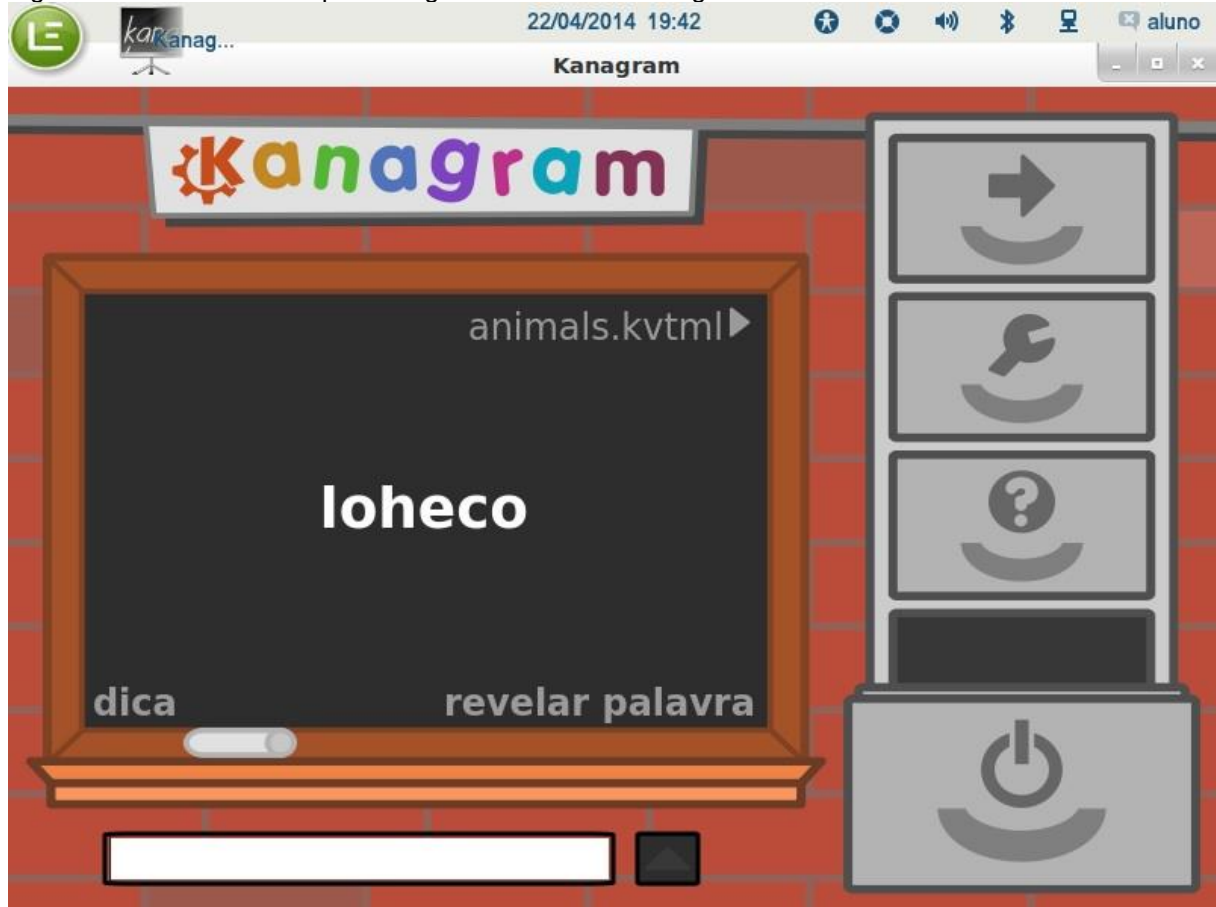 22/04/2014 19:42
aluno
Kanag...
Kanagram
Kanagram
animals.kvtml
loheco
dica
revelar palavra